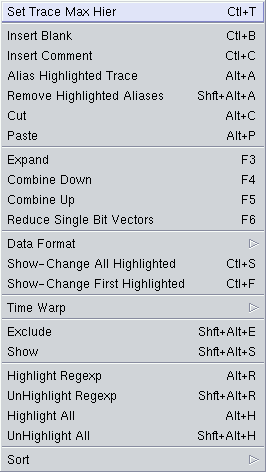 Set Trace Max Hier Ctl+T
Insert Blank Ctl+B
Insert Comment Ctl+C
Alias Highlighted Trace Alt+A
Remove Highlighted Aliases Shft+Alt+A
Cut Alt+C
Paste Alt+P
Expand F3
Combine Down F4
Combine Up F5
Reduce Single Bit Vectors F6
Data Format
Show-Change All Highlighted Ctl+S
Show-Change First Highlighted Ctl+F
Time Warp
Exclude Shft+Alt+E
Show Shft+Alt+S
Highlight Regexp Alt+R
UnHighlight Regexp Shft+Alt+R
Highlight All Alt+H
UnHighlight All Shft+Alt+H
Sort